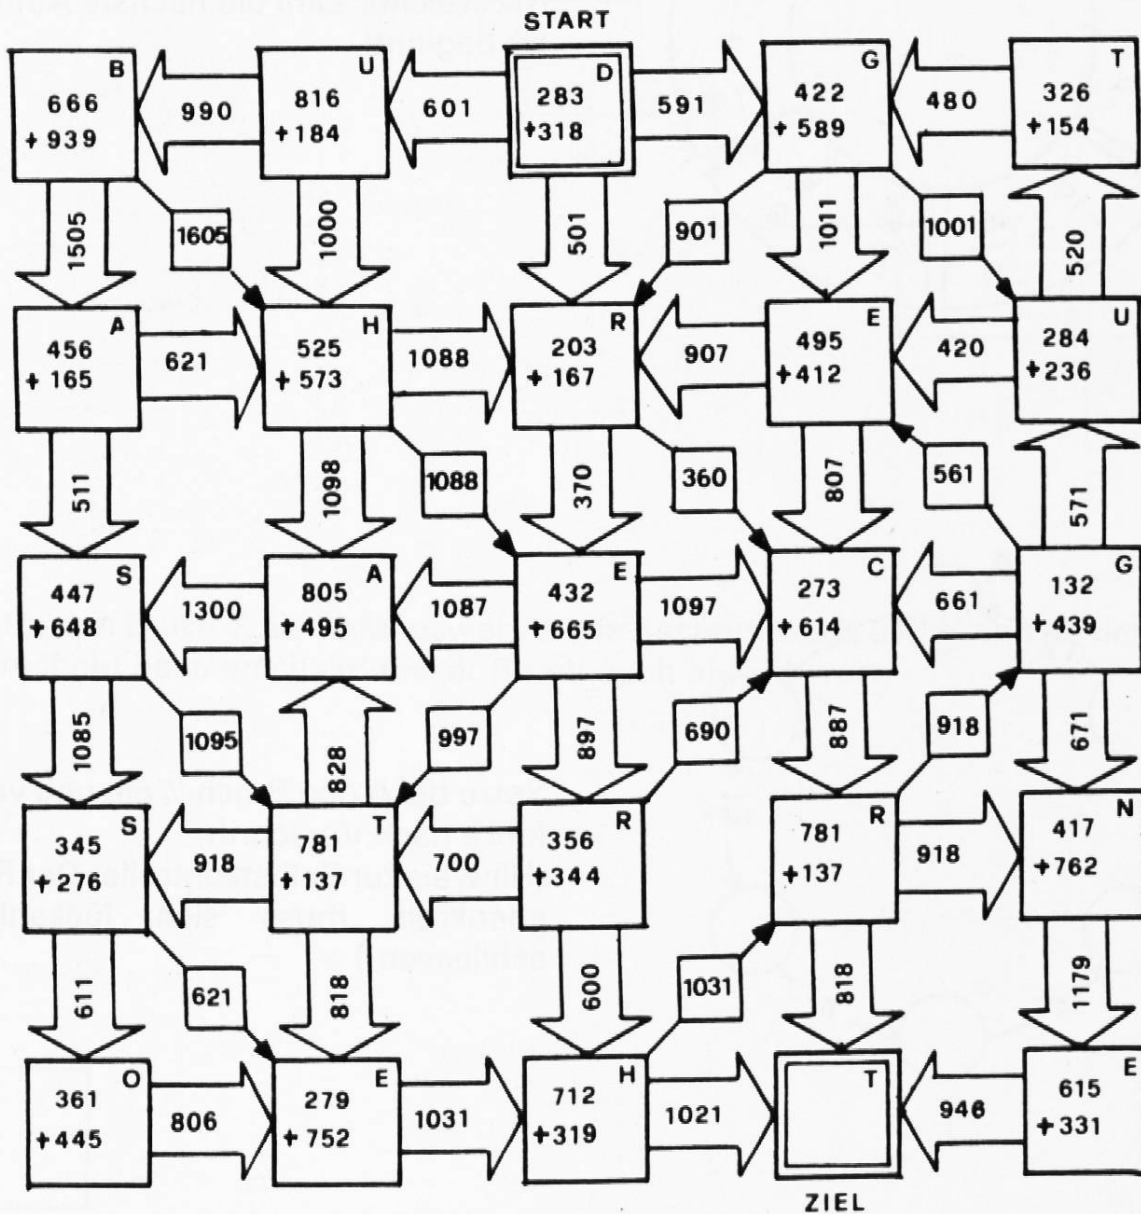 START
B U D G T
666 816 283 422 326
+ 939 990 + 184 601 + 318 591 + 589 480 + 154
1505 1605 1000 501 901 1011 1001 520
A H R E U
456 525 203 495 284
+ 165 621 + 573 1088 + 167 907 + 412 420 + 236
511 1098 1088 370 360 807 561 571
S A E C G
447 805 432 273 132
+ 648 1300 + 495 1087 + 665 1097 + 614 661 + 439
1085 1095 828 997 897 690 887 918 671
S T R R N
345 781 356 781 417
+ 276 918 + 137 700 + 344 + 137 918 + 762
611 621 818 600 1031 818 1179
O E H T E
361 279 712 615
+ 445 806 + 752 1031 + 319 1021 946 + 331
ZIEL